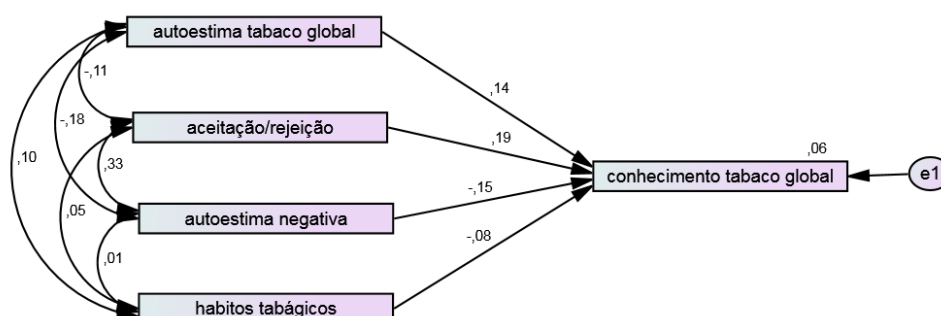 autoestima tabaco global
-,11
,14
-,18
aceitação/rejeição
,06
,19
,10
,33
conhecimento tabaco global
e1
-,15
,05
autoestima negativa
-,08
,01
habitos tabágicos